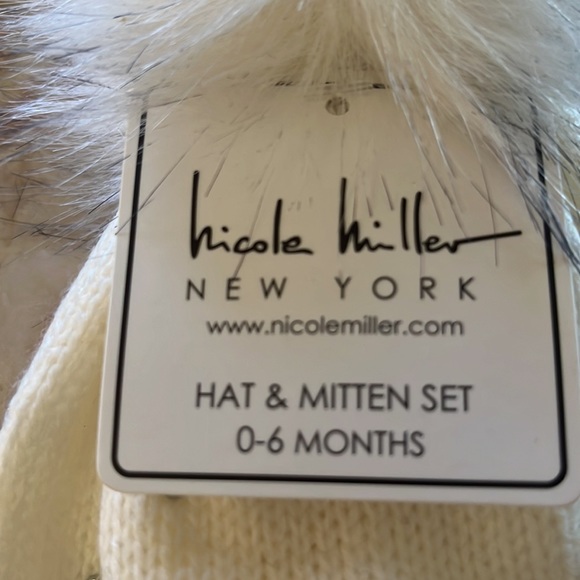 nicole miller
NEW YORK
www.nicolemiller.com
HAT & MITTEN SET
0-6 MONTHS